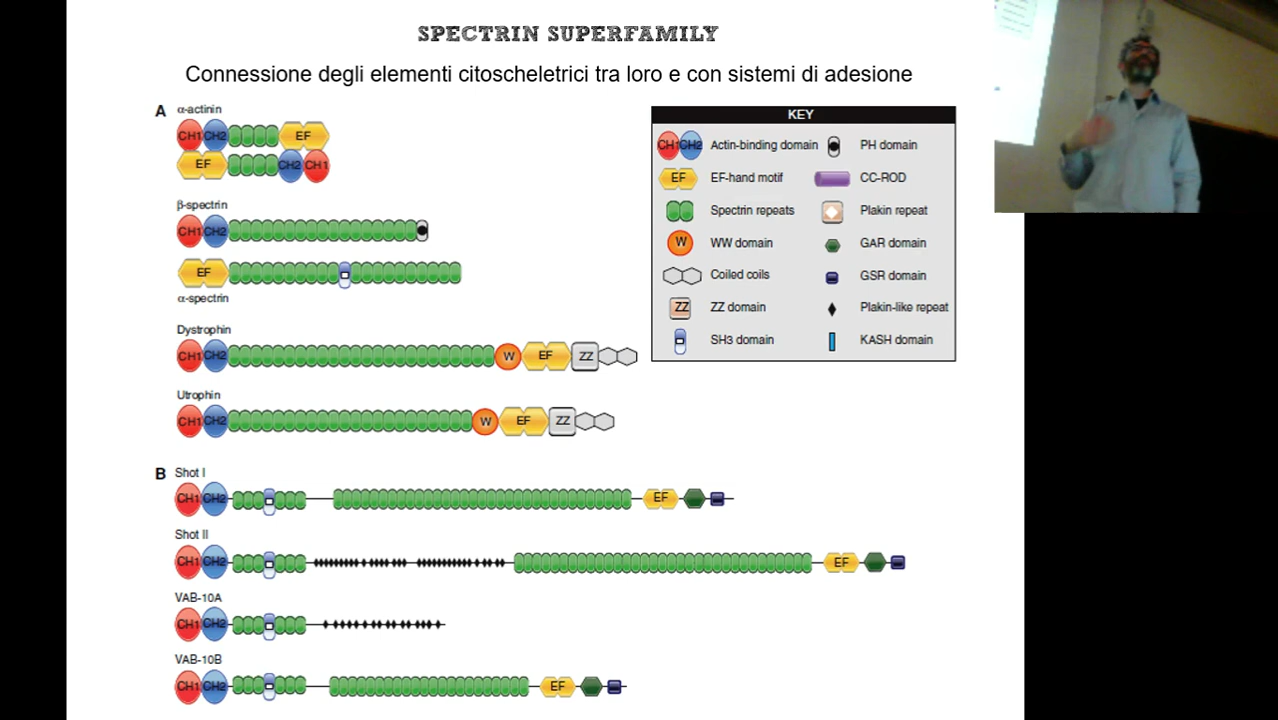 SPECTRIN SUPERFAMILY
Connessione degli elementi citoscheletrici tra loro e con sistemi di adesione
A
α-actinin
CH1 CH2 EF
EF CH2 CH1
β-spectrin
CH1 CH2
EF
α-spectrin
Dystrophin
CH1 CH2 W EF ZZ
Utrophin
CH1 CH2 W EF ZZ
KEY
CH1 CH2 Actin-binding domain PH domain
EF EF-hand motif CC-ROD
Spectrin repeats Plakin repeat
W WW domain GAR domain
Coiled coils GSR domain
ZZ ZZ domain Plakin-like repeat
SH3 domain KASH domain
B
Shot I
CH1 CH2 EF
Shot II
CH1 CH2 EF
VAB-10A
CH1 CH2
VAB-10B
CH1 CH2 EF